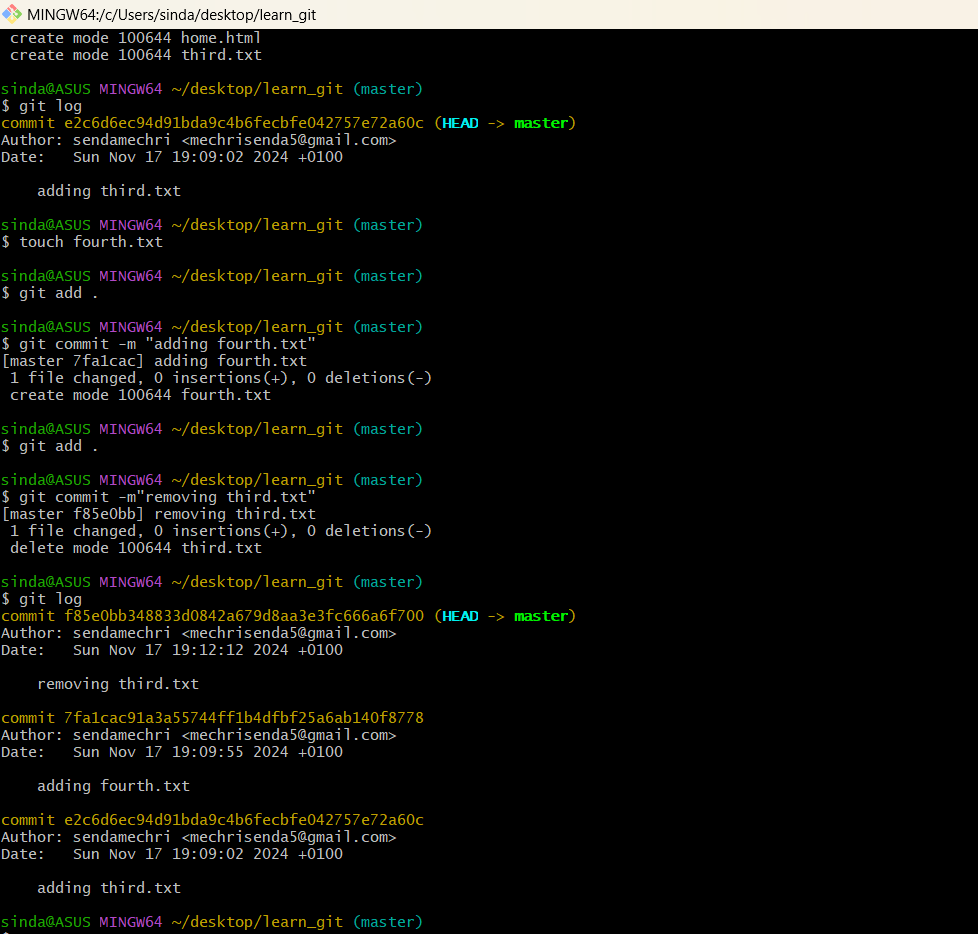 MINGW64:/c/Users/sinda/desktop/learn_git
create mode 100644 home.html
create mode 100644 third.txt
sinda@ASUS MINGW64 ~/desktop/learn_git (master)
$ git log
commit e2c6d6ec94d91bda9c4b6fecbfe042757e72a60c (HEAD -> master)
Author: sendamechri <mechrisenda5@gmail.com>
Date:   Sun Nov 17 19:09:02 2024 +0100
adding third.txt
sinda@ASUS MINGW64 ~/desktop/learn_git (master)
$ touch fourth.txt
sinda@ASUS MINGW64 ~/desktop/learn_git (master)
$ git add .
sinda@ASUS MINGW64 ~/desktop/learn_git (master)
$ git commit -m "adding fourth.txt"
[master 7fa1cac] adding fourth.txt
1 file changed, 0 insertions(+), 0 deletions(-)
create mode 100644 fourth.txt
sinda@ASUS MINGW64 ~/desktop/learn_git (master)
$ git add .
sinda@ASUS MINGW64 ~/desktop/learn_git (master)
$ git commit -m"removing third.txt"
[master f85e0bb] removing third.txt
1 file changed, 0 insertions(+), 0 deletions(-)
delete mode 100644 third.txt
sinda@ASUS MINGW64 ~/desktop/learn_git (master)
$ git log
commit f85e0bb348833d0842a679d8aa3e3fc666a6f700 (HEAD -> master)
Author: sendamechri <mechrisenda5@gmail.com>
Date:   Sun Nov 17 19:12:12 2024 +0100
removing third.txt
commit 7fa1cac91a3a55744ff1b4dfbf25a6ab140f8778
Author: sendamechri <mechrisenda5@gmail.com>
Date:   Sun Nov 17 19:09:55 2024 +0100
adding fourth.txt
commit e2c6d6ec94d91bda9c4b6fecbfe042757e72a60c
Author: sendamechri <mechrisenda5@gmail.com>
Date:   Sun Nov 17 19:09:02 2024 +0100
adding third.txt
sinda@ASUS MINGW64 ~/desktop/learn_git (master)